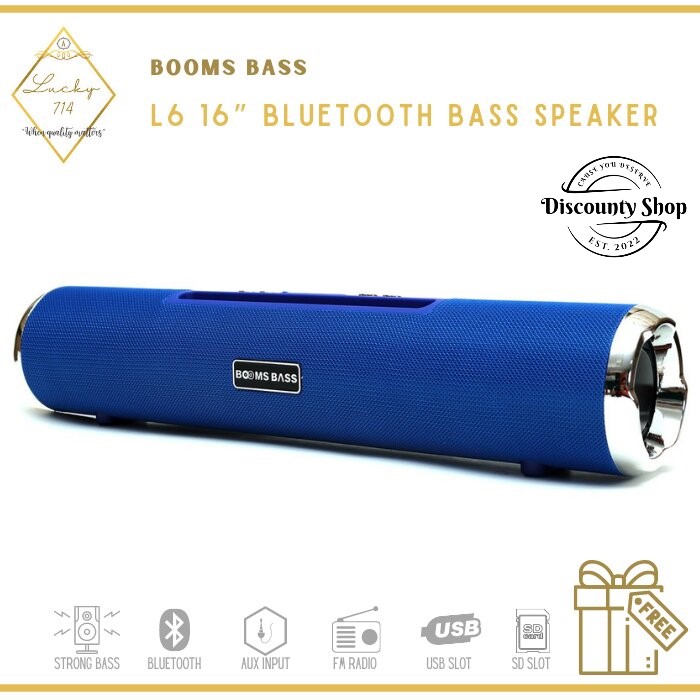 A
Lucky
714
"When quality matters"
BOOMS BASS
L6 16" BLUETOOTH BASS SPEAKER
CAUSE YOU DESERVE
Discounty Shop
EST. 2022
BOOMS BASS
FREE
USB
SD
card
STRONG BASS
BLUETOOTH
AUX INPUT
FM RADIO
USB SLOT
SD SLOT